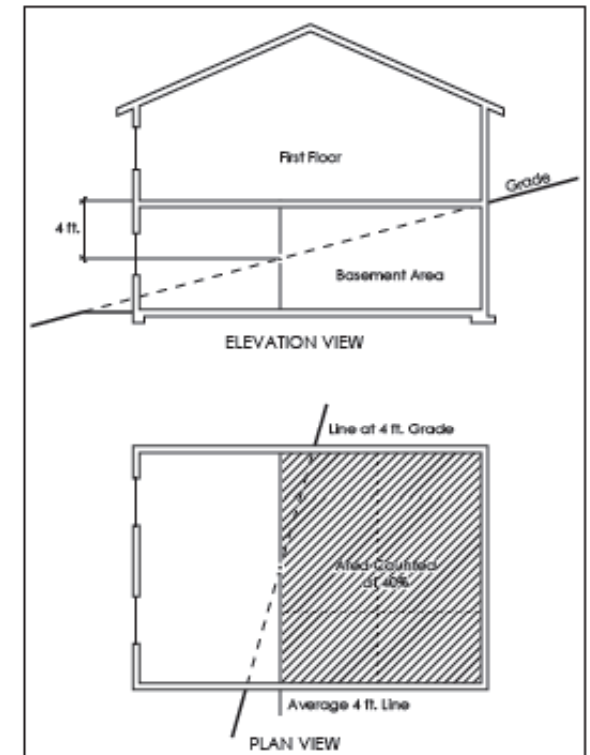 First Floor
Grade
4 ft.
Basement Area
ELEVATION VIEW
Line at 4 ft. Grade
Area Counted
at 40%
Average 4 ft. Line
PLAN VIEW